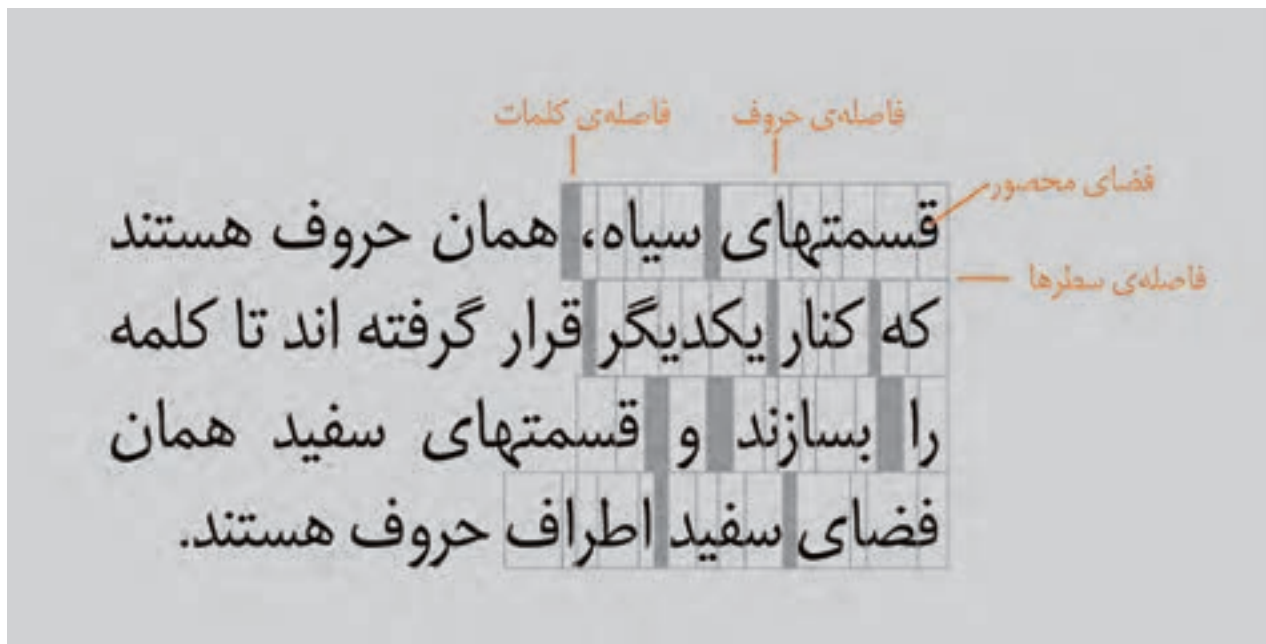 فاصله‌ی حروف
فاصله‌ی کلمات
فضای محصور
فاصله‌ی سطرها
قسمتهای سیاه، همان حروف هستند
که کنار یکدیگر قرار گرفته اند تا کلمه
را بسازند و قسمتهای سفید همان
فضای سفید اطراف حروف هستند.